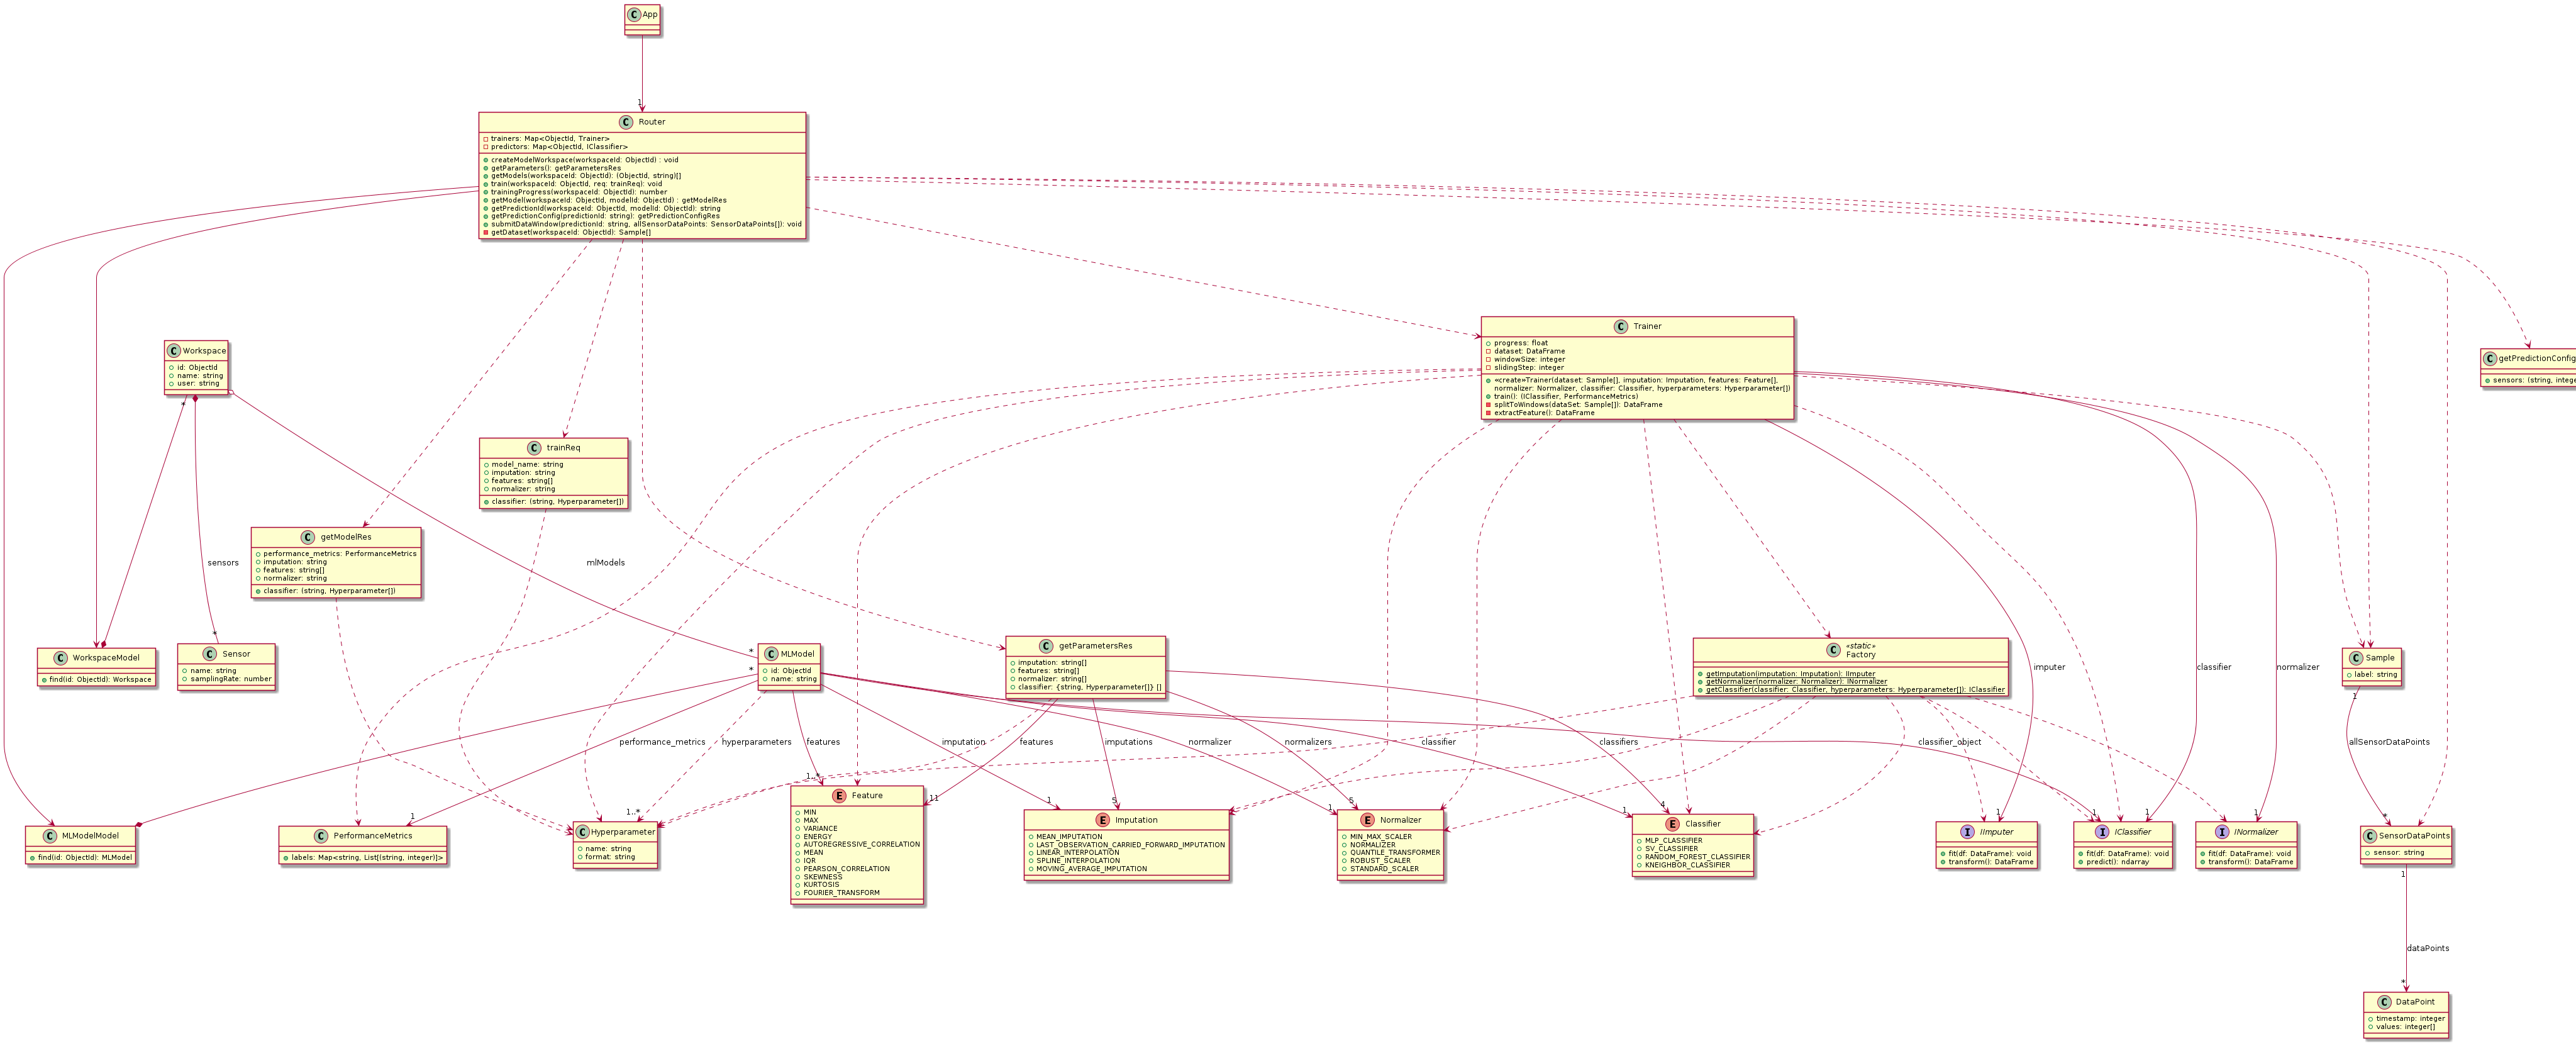 C App
1
C Router
trainers: Map<ObjectId, Trainer>
predictors: Map<ObjectId, IClassifier>
createModelWorkspace(workspaceId: ObjectId) : void
getParameters(): getParametersRes
getModels(workspaceId: ObjectId): (ObjectId, string)[]
train(workspaceId: ObjectId, req: trainReq): void
trainingProgress(workspaceId: ObjectId): number
getModel(workspaceId: ObjectId, modelId: ObjectId) : getModelRes
getPredictionId(workspaceId: ObjectId, modelId: ObjectId): string
getPredictionConfig(predictionId: string): getPredictionConfigRes
submitDataWindow(predictionId: string, allSensorDataPoints: SensorDataPoints[]): void
getDataset(workspaceId: ObjectId): Sample[]
C Trainer
progress: float
dataset: DataFrame
windowSize: integer
slidingStep: integer
«create»Trainer(dataset: Sample[], imputation: Imputation, features: Feature[],
normalizer: Normalizer, classifier: Classifier, hyperparameters: Hyperparameter[])
train(): (IClassifier, PerformanceMetrics)
splitToWindows(dataSet: Sample[]): DataFrame
extractFeature(): DataFrame
C Workspace
id: ObjectId
name: string
user: string
*
C getPredictionConfig
sensors: (string, intege
C trainReq
model_name: string
imputation: string
features: string[]
normalizer: string
classifier: (string, Hyperparameter[])
C getModelRes
performance_metrics: PerformanceMetrics
imputation: string
features: string[]
normalizer: string
classifier: (string, Hyperparameter[])
sensors
mlModels
*
*
*
C WorkspaceModel
find(id: ObjectId): Workspace
C Sensor
name: string
samplingRate: number
C MLModel
id: ObjectId
name: string
C getParametersRes
imputation: string[]
features: string[]
normalizer: string[]
classifier: {string, Hyperparameter[]} []
C «static»
Factory
getImputation(imputation: Imputation): IImputer
getNormalizer(normalizer: Normalizer): INormalizer
getClassifier(classifier: Classifier, hyperparameters: Hyperparameter[]): IClassifier
imputer
classifier
normalizer
C Sample
label: string
1
performance_metrics
hyperparameters
features
imputation
features
imputations
normalizer
normalizers
classifier
classifiers
classifier_object
allSensorDataPoints
1
1..*
1..*
11
1
5
1
5
1
4
1
1
1
1
*
C MLModelModel
find(id: ObjectId): MLModel
C PerformanceMetrics
labels: Map<string, List[(string, integer)]>
C Hyperparameter
name: string
format: string
E Feature
MIN
MAX
VARIANCE
ENERGY
AUTOREGRESSIVE_CORRELATION
MEAN
IQR
PEARSON_CORRELATION
SKEWNESS
KURTOSIS
FOURIER_TRANSFORM
E Imputation
MEAN_IMPUTATION
LAST_OBSERVATION_CARRIED_FORWARD_IMPUTATION
LINEAR_INTERPOLATION
SPLINE_INTERPOLATION
MOVING_AVERAGE_IMPUTATION
E Normalizer
MIN_MAX_SCALER
NORMALIZER
QUANTILE_TRANSFORMER
ROBUST_SCALER
STANDARD_SCALER
E Classifier
MLP_CLASSIFIER
SV_CLASSIFIER
RANDOM_FOREST_CLASSIFIER
KNEIGHBOR_CLASSIFIER
I IImputer
fit(df: DataFrame): void
transform(): DataFrame
I IClassifier
fit(df: DataFrame): void
predict(): ndarray
I INormalizer
fit(df: DataFrame): void
transform(): DataFrame
C SensorDataPoints
sensor: string
1
dataPoints
*
C DataPoint
timestamp: integer
values: integer[]